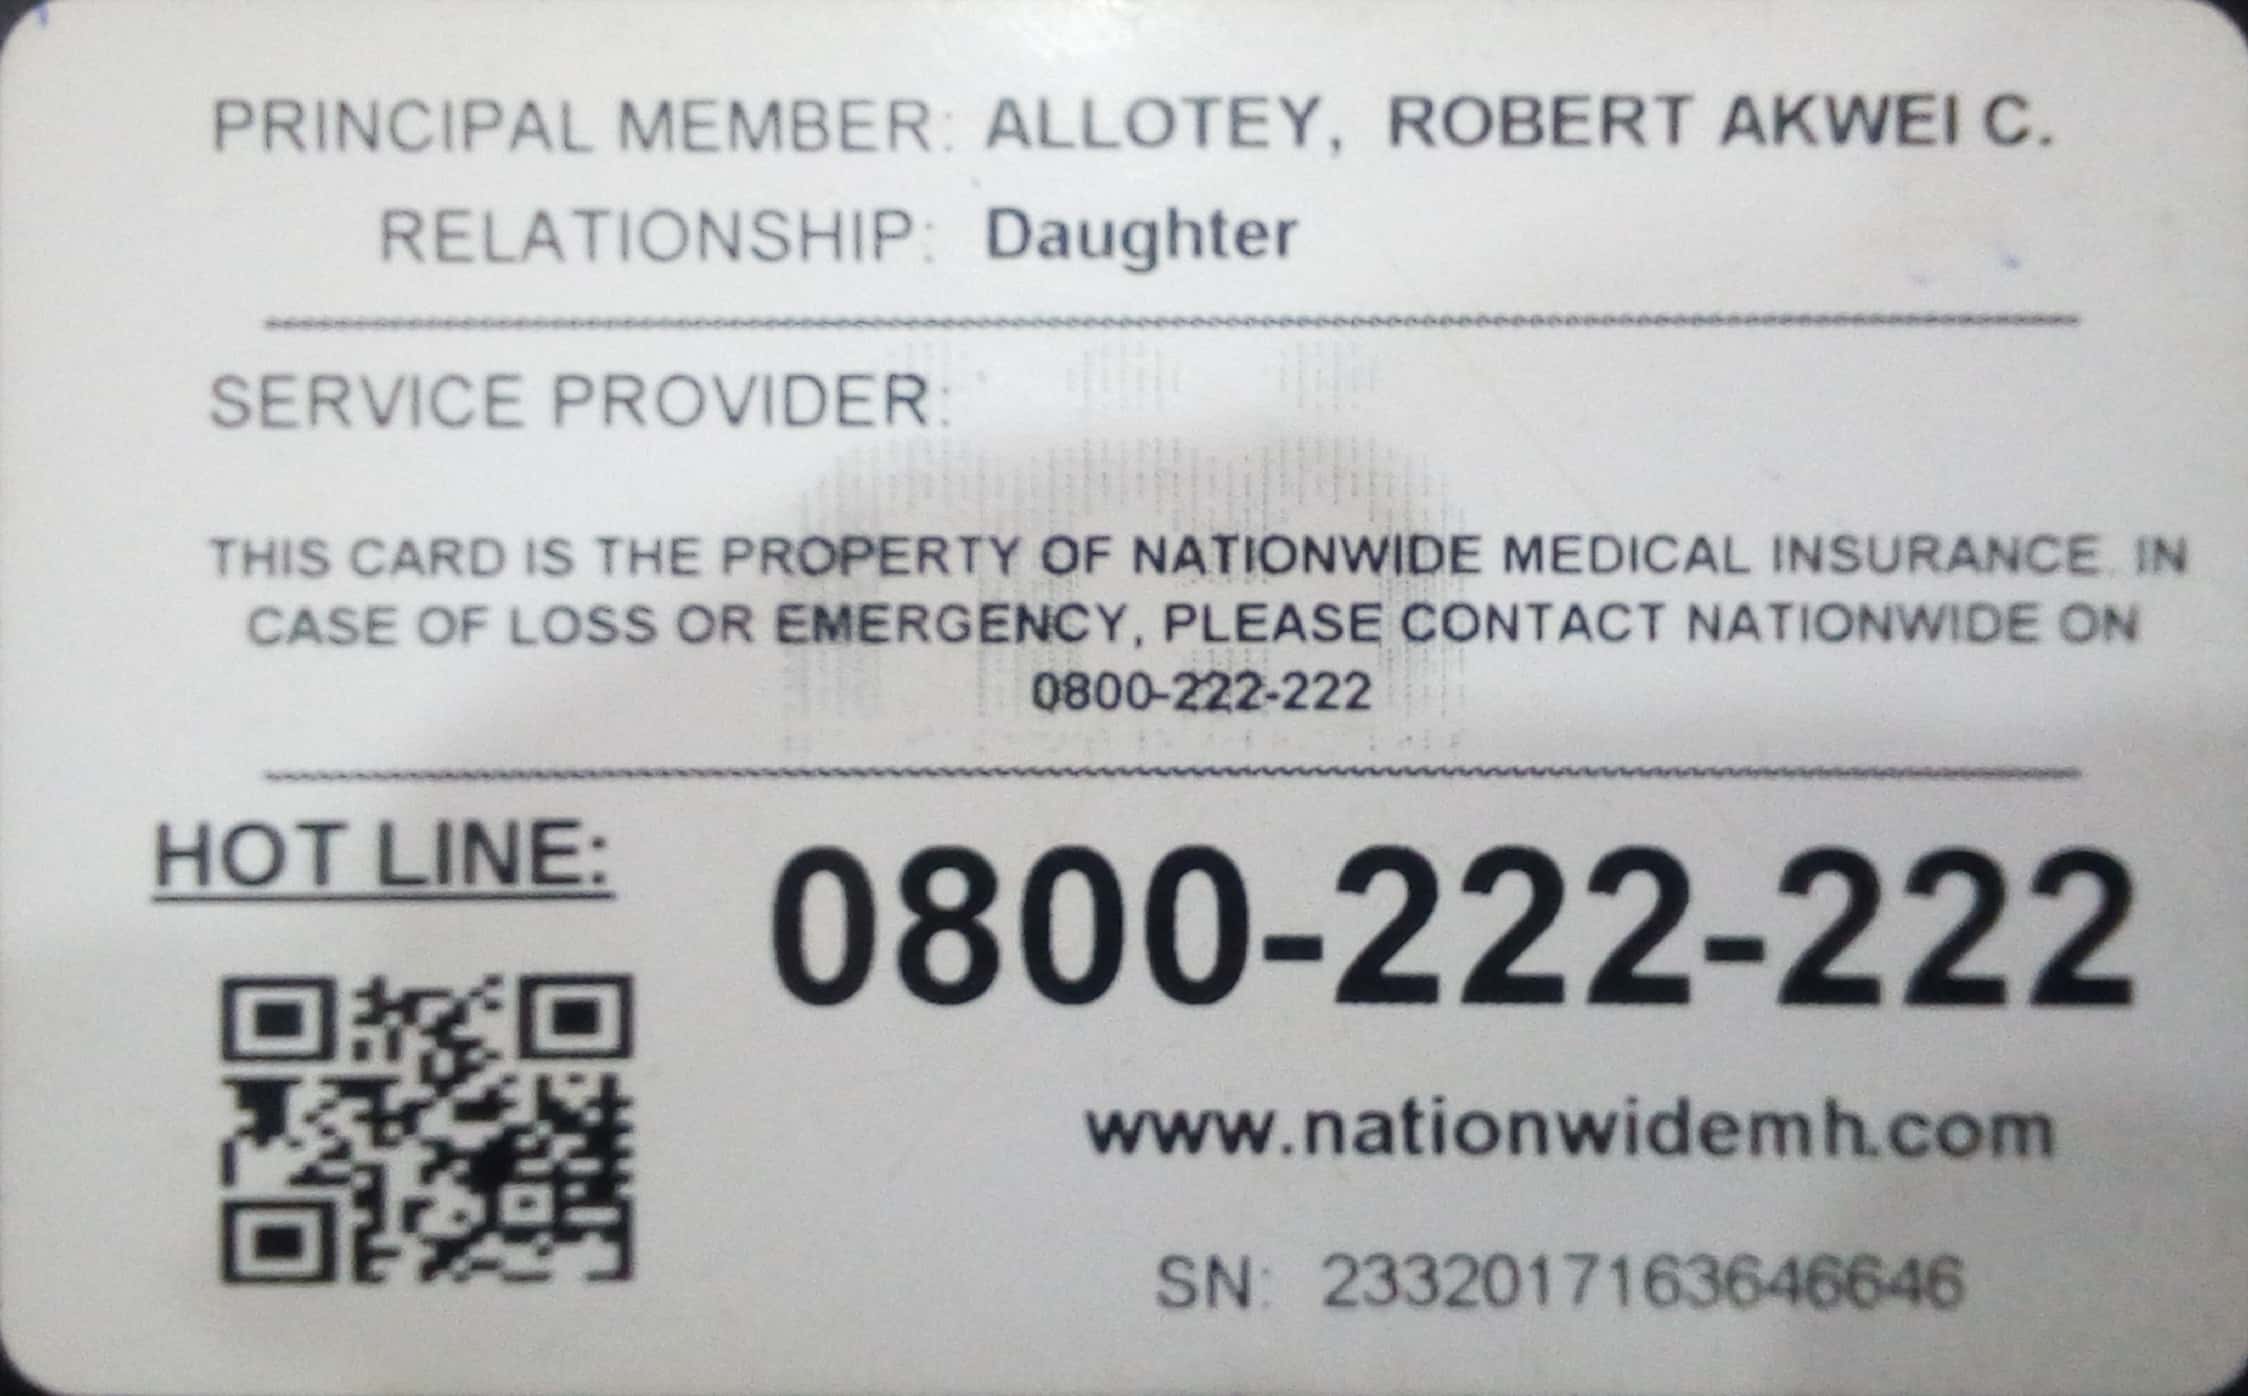 PRINCIPAL MEMBER: ALLOTEY, ROBERT AKWEI C.
RELATIONSHIP: Daughter
SERVICE PROVIDER:
THIS CARD IS THE PROPERTY OF NATIONWIDE MEDICAL INSURANCE. IN
CASE OF LOSS OR EMERGENCY, PLEASE CONTACT NATIONWIDE ON
0800-222-222
HOT LINE:
0800-222-222
www.nationwidemh.com
SN: 2332017163646646